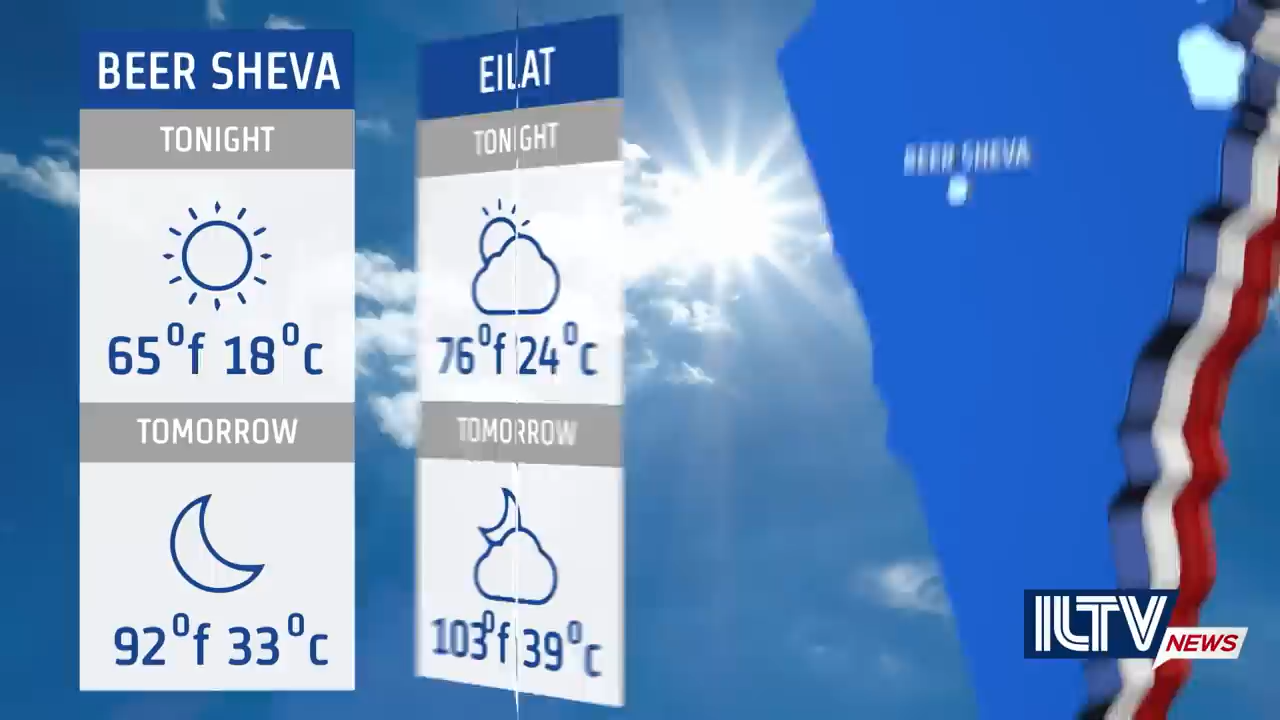 BEER SHEVA
TONIGHT
65°f 18°c
TOMORROW
92°f 33°c
EILAT
TONIGHT
76°f 24°c
TOMORROW
103°f 39°c
BEER SHEVA
ILTV
NEWS